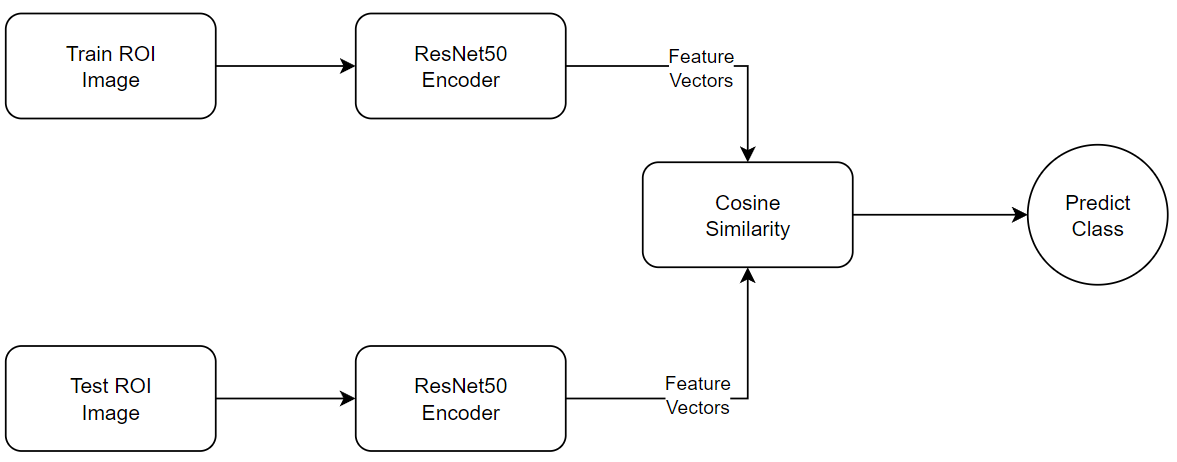 Train ROI
Image
ResNet50
Encoder
Feature
Vectors
Cosine
Similarity
Predict
Class
Test ROI
Image
ResNet50
Encoder
Feature
Vectors